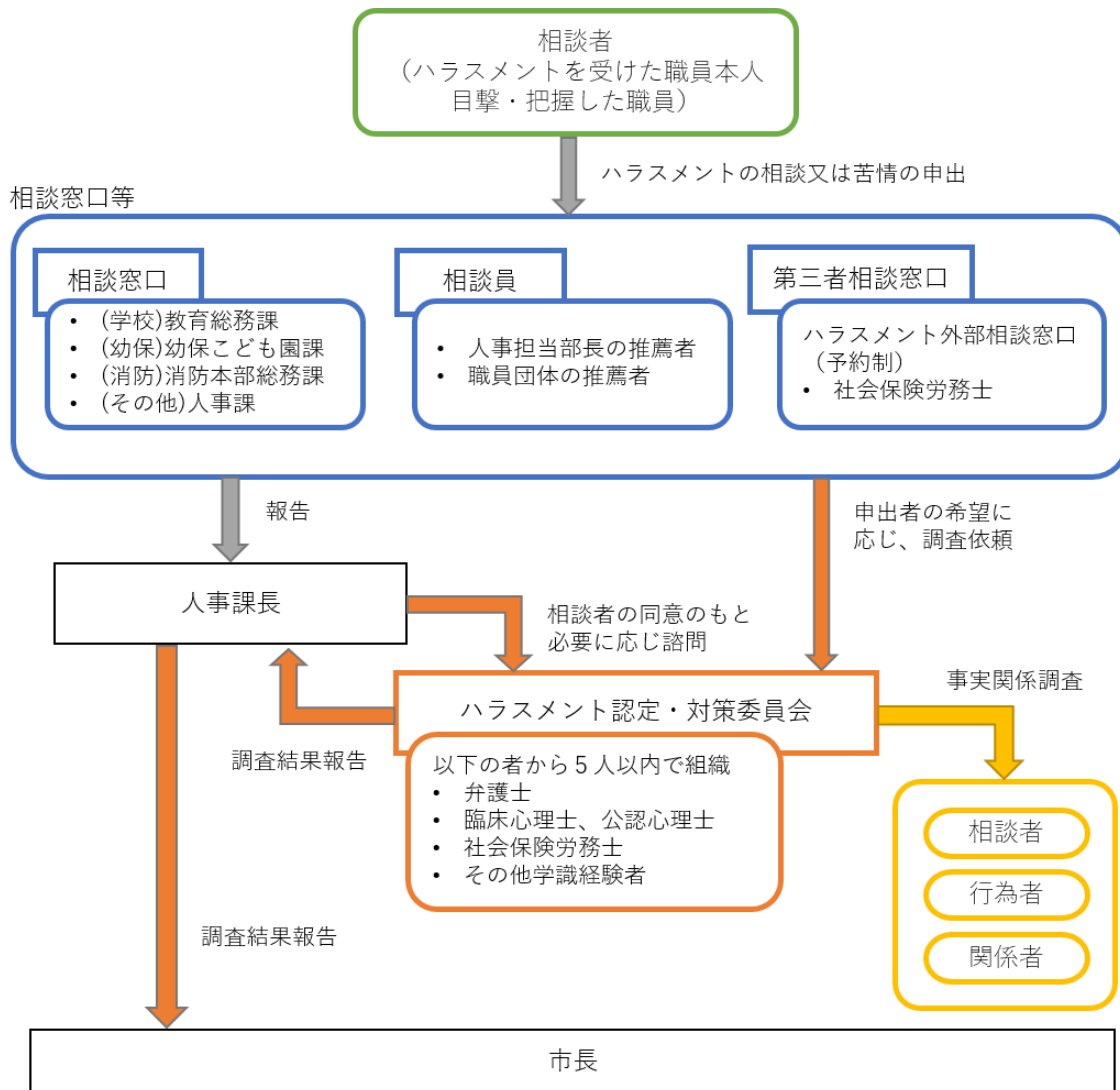 相談者
（ハラスメントを受けた職員本人
目撃・把握した職員）
ハラスメントの相談又は苦情の申出
相談窓口等
相談窓口
• (学校)教育総務課
• (幼保)幼保こども園課
• (消防)消防本部総務課
• (その他)人事課
相談員
• 人事担当部長の推薦者
• 職員団体の推薦者
第三者相談窓口
ハラスメント外部相談窓口
（予約制）
• 社会保険労務士
報告
申出者の希望に
応じ、調査依頼
人事課長
相談者の同意のもと
必要に応じ諮問
ハラスメント認定・対策委員会
事実関係調査
調査結果報告
以下の者から５人以内で組織
• 弁護士
• 臨床心理士、公認心理士
• 社会保険労務士
• その他学識経験者
相談者
行為者
関係者
調査結果報告
市長